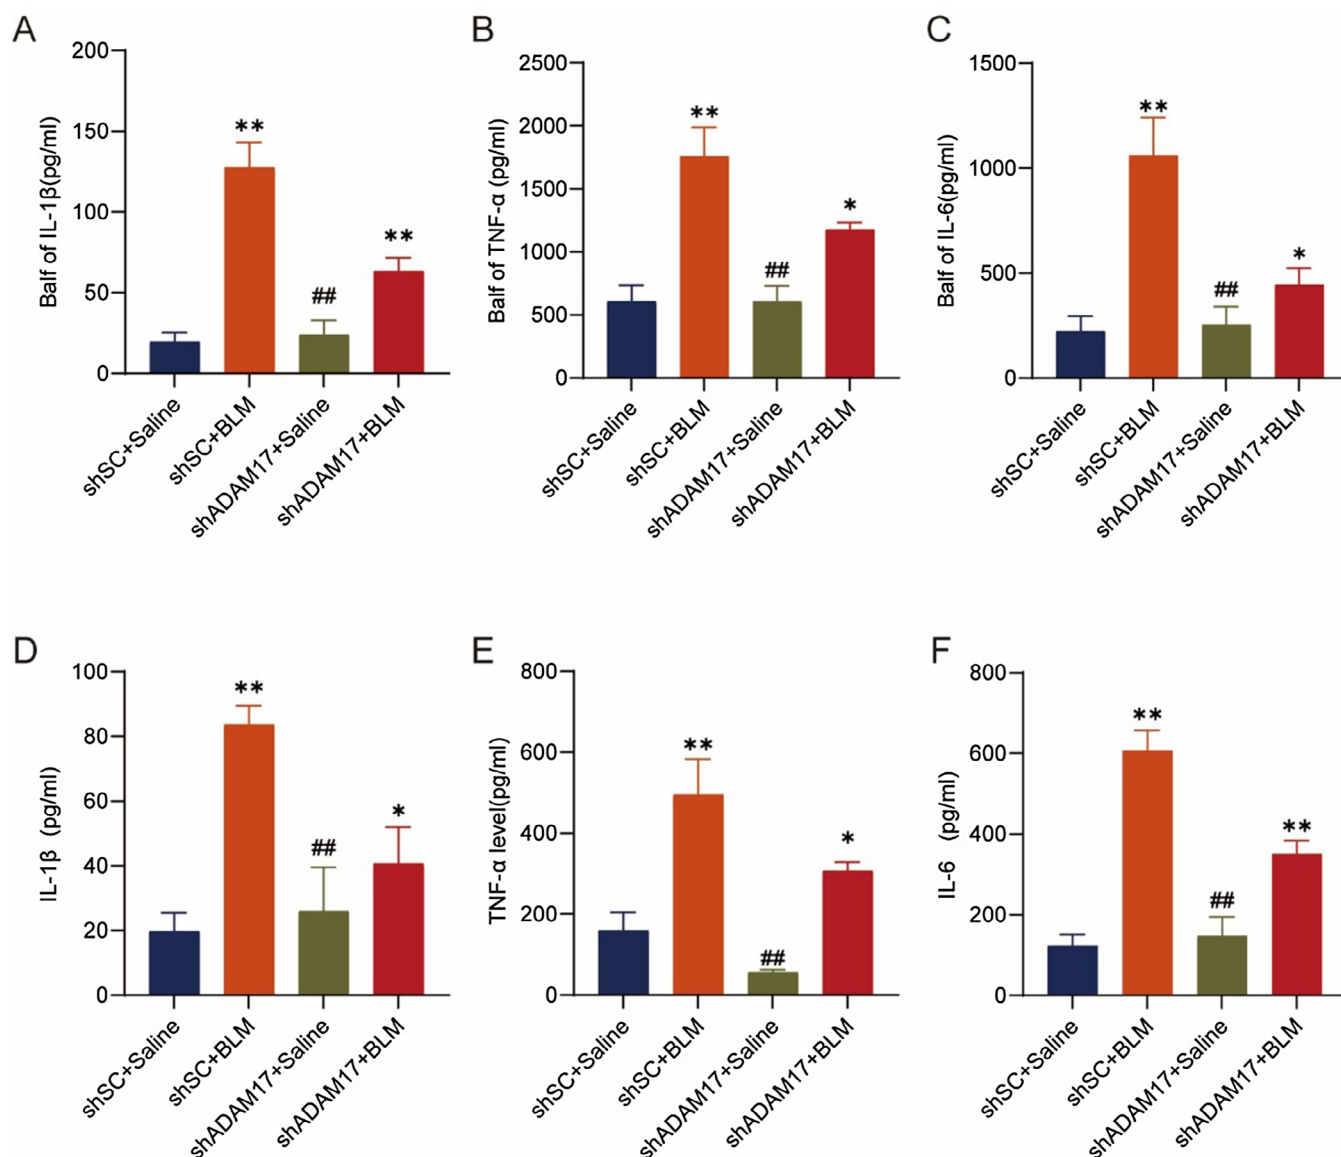 A
Balf of IL-1β(pg/ml)
200
150
100
50
0
**
##
**
shSC+Saline
shSC+BLM
shADAM17+Saline
shADAM17+BLM
B
Balf of TNF-α (pg/ml)
2500
2000
1500
1000
500
0
**
##
*
shSC+Saline
shSC+BLM
shADAM17+Saline
shADAM17+BLM
C
Balf of IL-6(pg/ml)
1500
1000
500
0
**
##
*
shSC+Saline
shSC+BLM
shADAM17+Saline
shADAM17+BLM
D
IL-1β (pg/ml)
100
80
60
40
20
0
**
##
*
shSC+Saline
shSC+BLM
shADAM17+Saline
shADAM17+BLM
E
TNF-α level(pg/ml)
800
600
400
200
0
**
##
*
shSC+Saline
shSC+BLM
shADAM17+Saline
shADAM17+BLM
F
IL-6 (pg/ml)
800
600
400
200
0
**
##
**
shSC+Saline
shSC+BLM
shADAM17+Saline
shADAM17+BLM